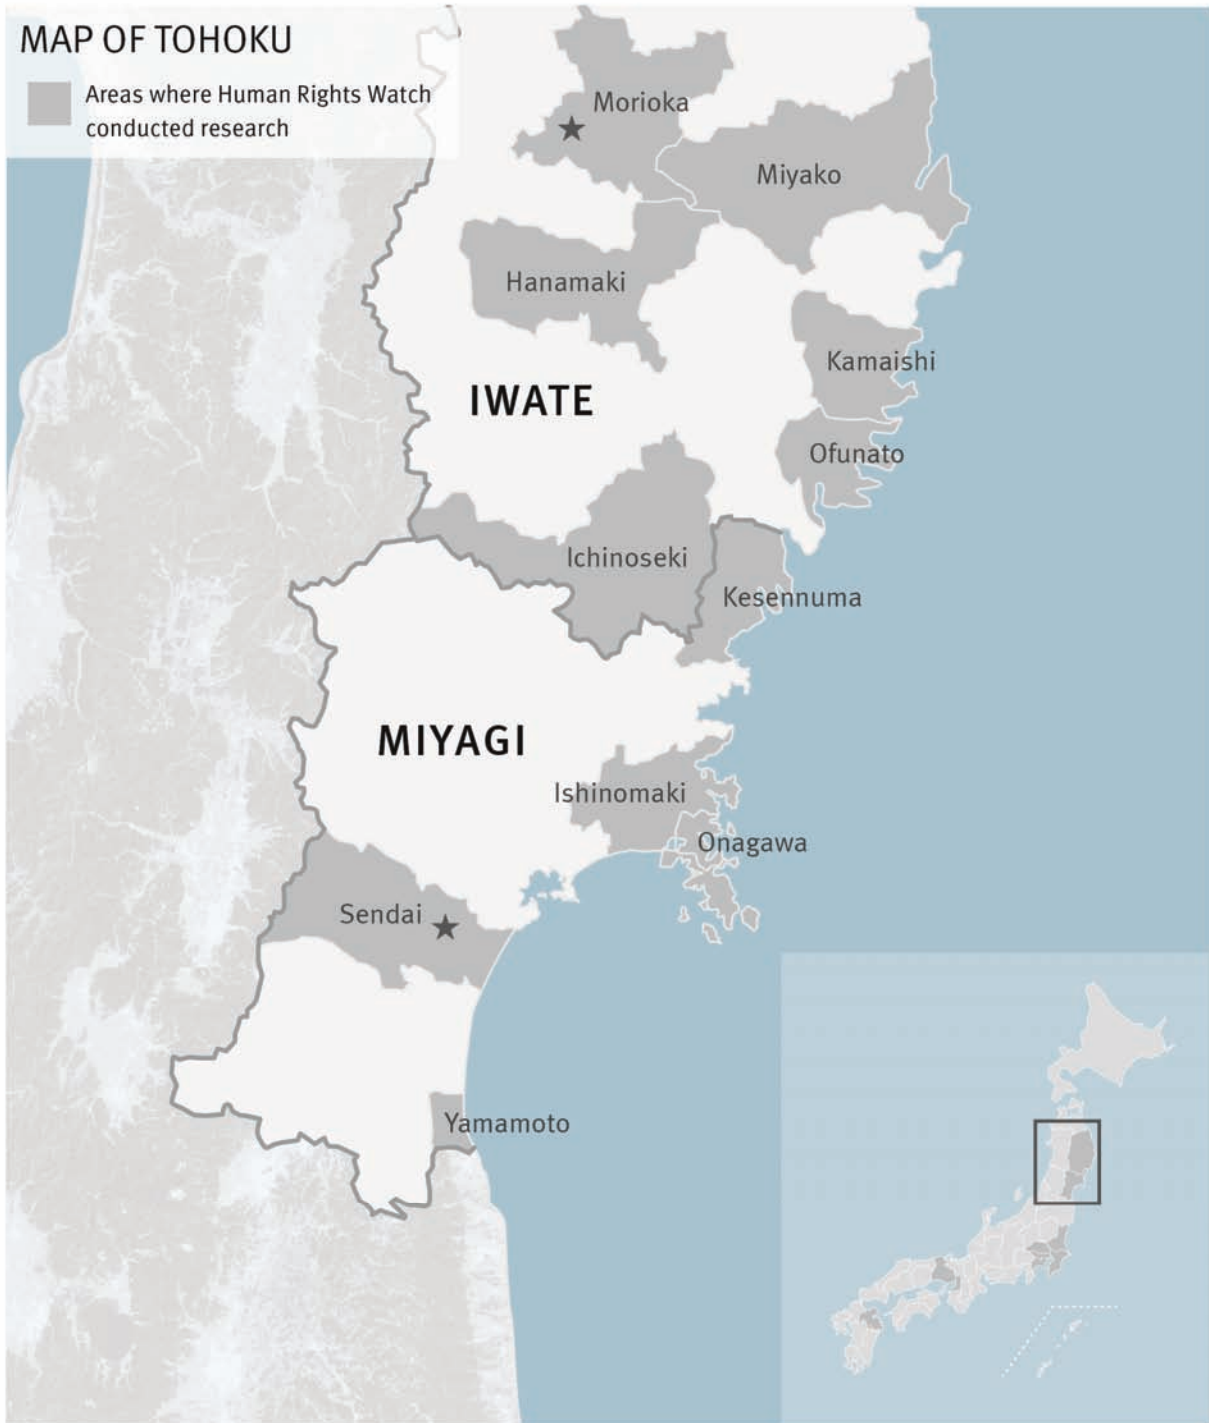 MAP OF TOHOKU
Areas where Human Rights Watch
conducted research
Morioka
Miyako
Hanamaki
Kamaishi
IWATE
Ofunato
Ichinoseki
Kesennuma
MIYAGI
Ishinomaki
Onagawa
Sendai
Yamamoto